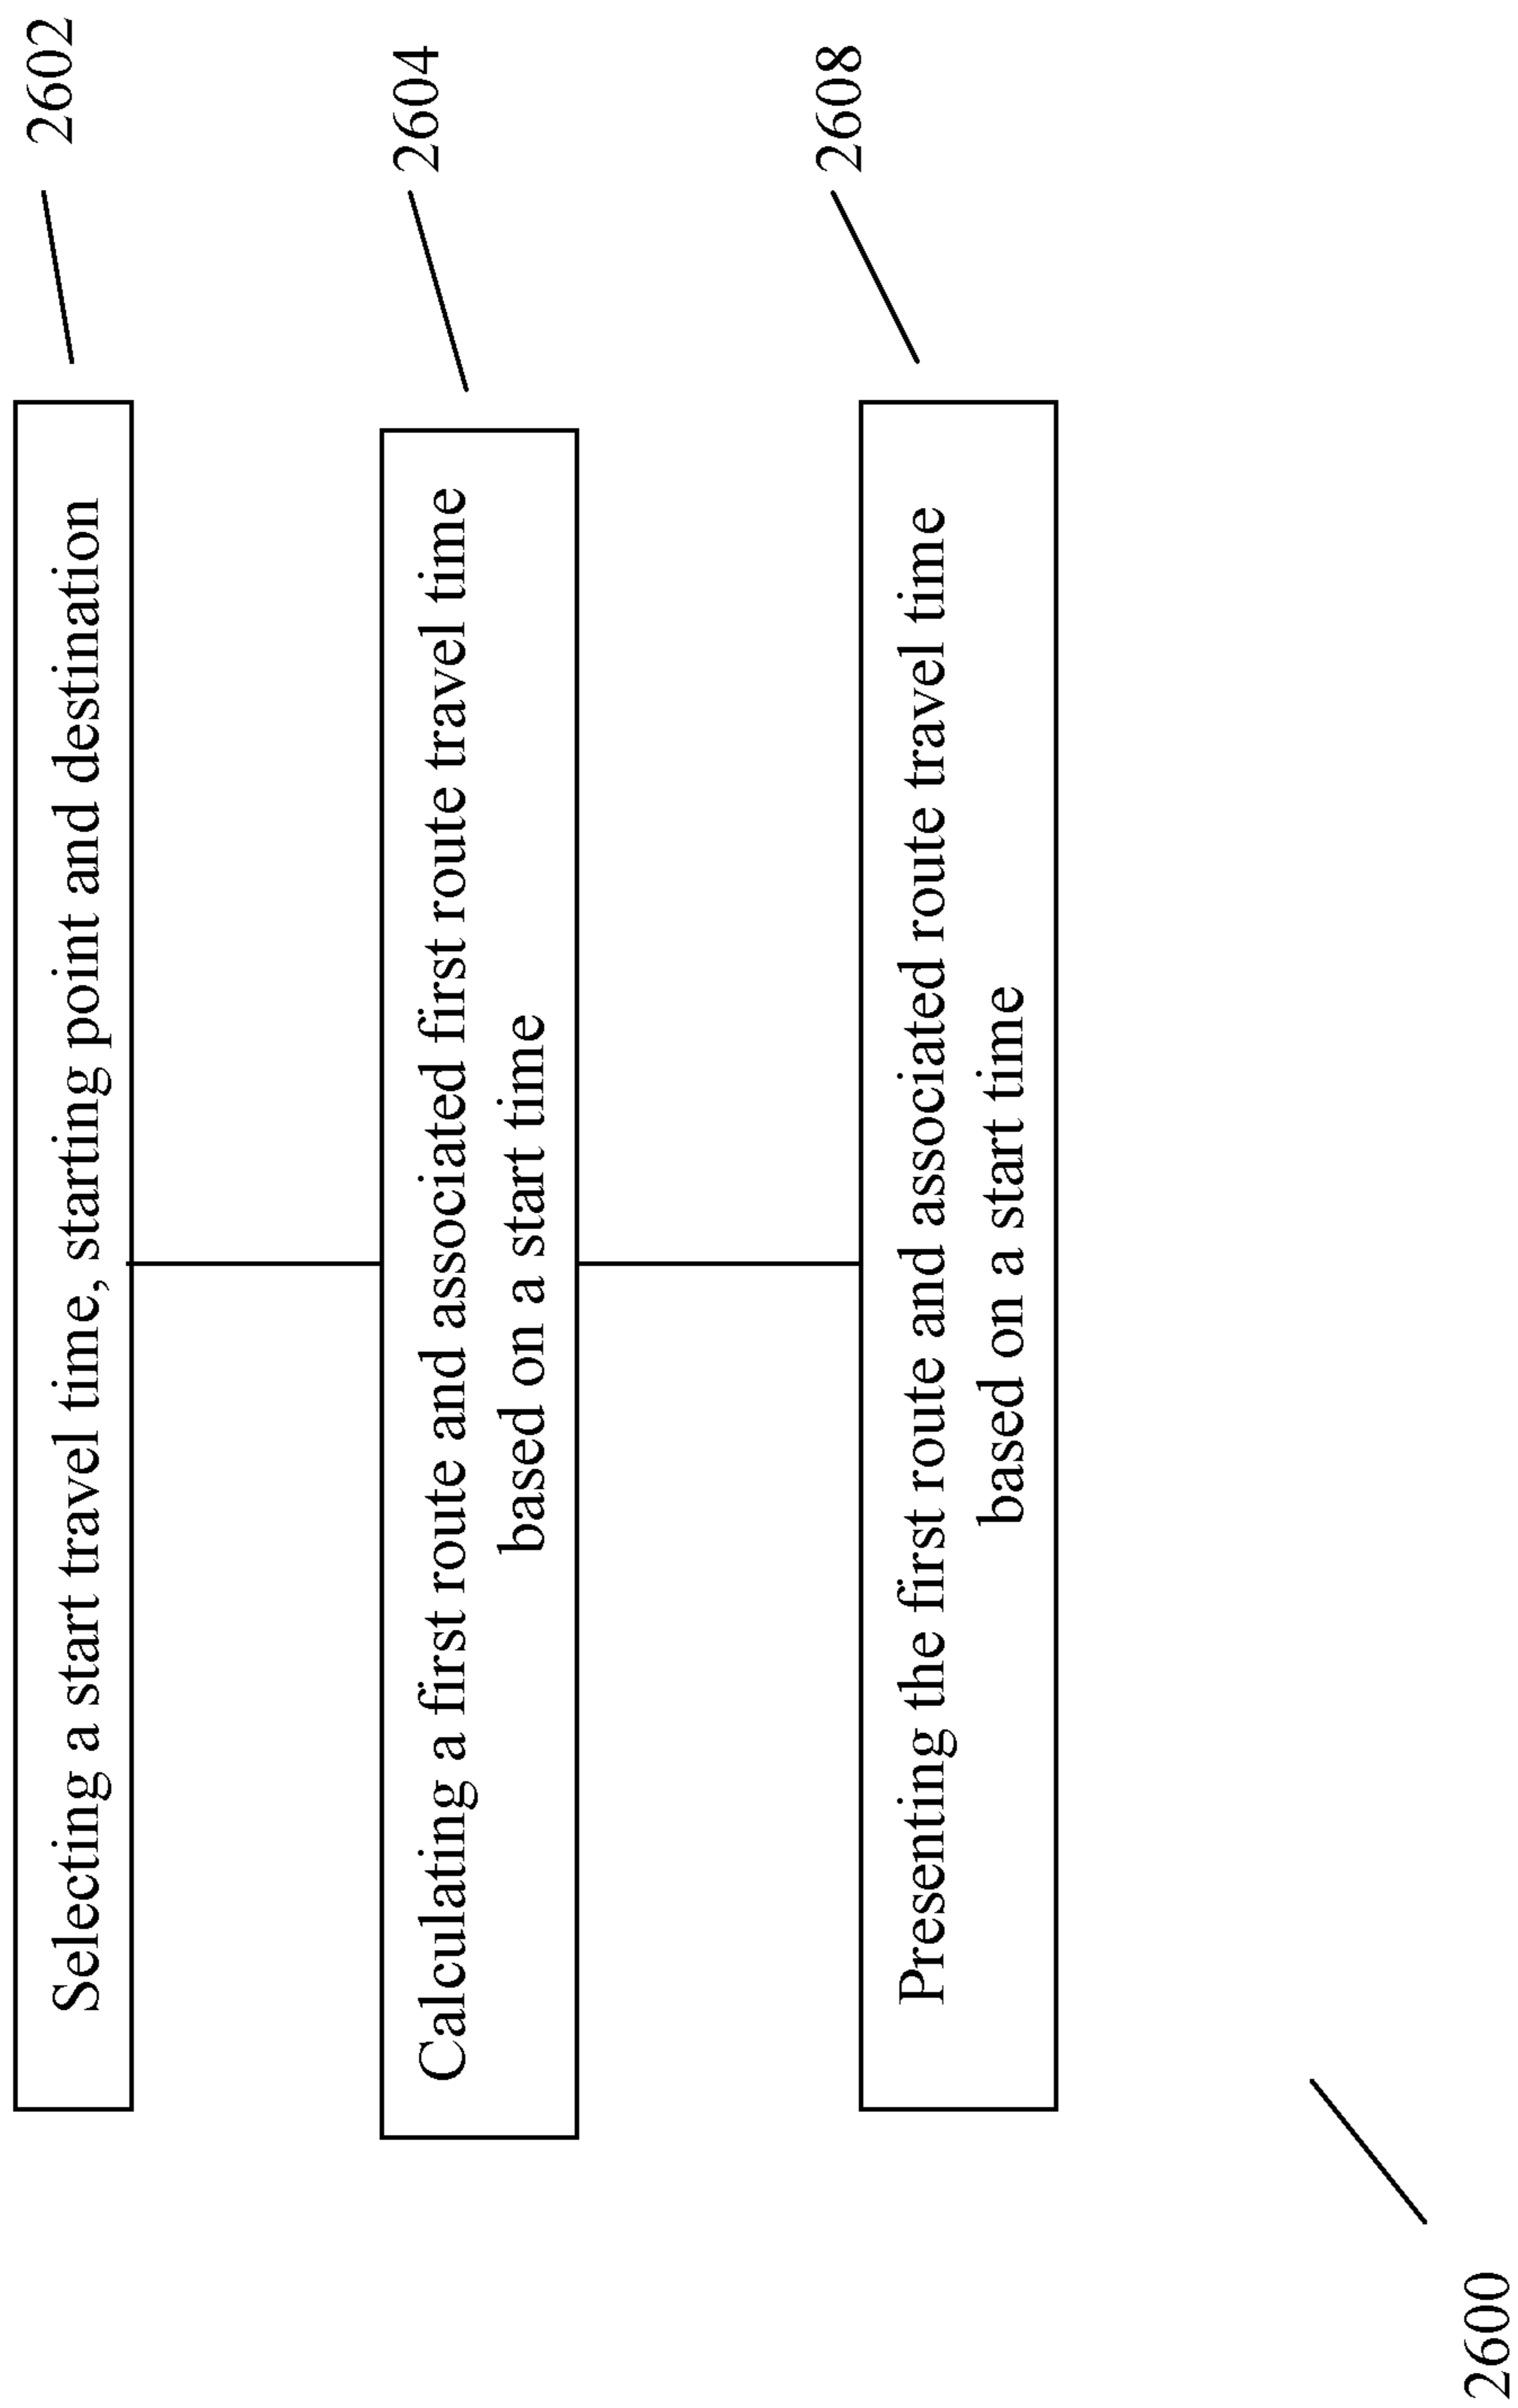 Selecting a start travel time, starting point and destination
2602
Calculating a first route and associated first route travel time
based on a start time
2604
Presenting the first route and associated route travel time
based on a start time
2608
2600